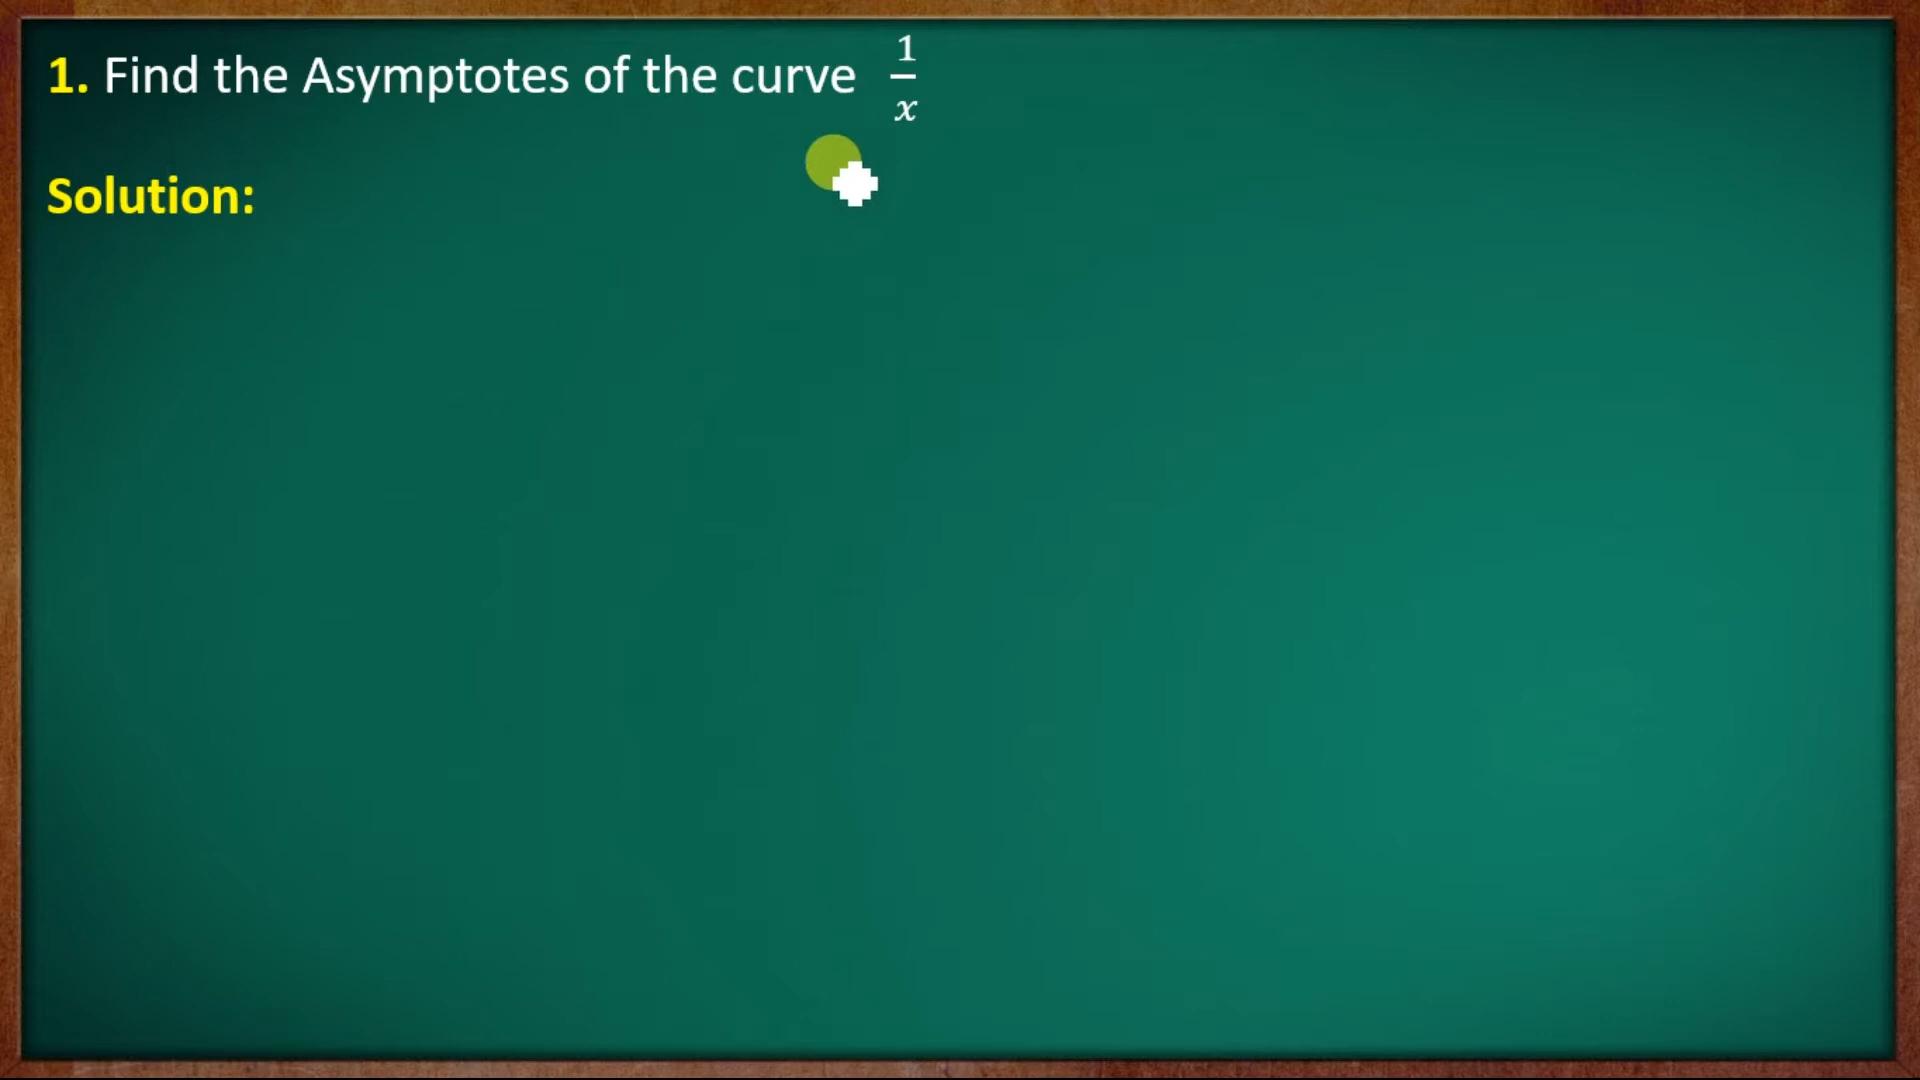 1. Find the Asymptotes of the curve 1/x
Solution: